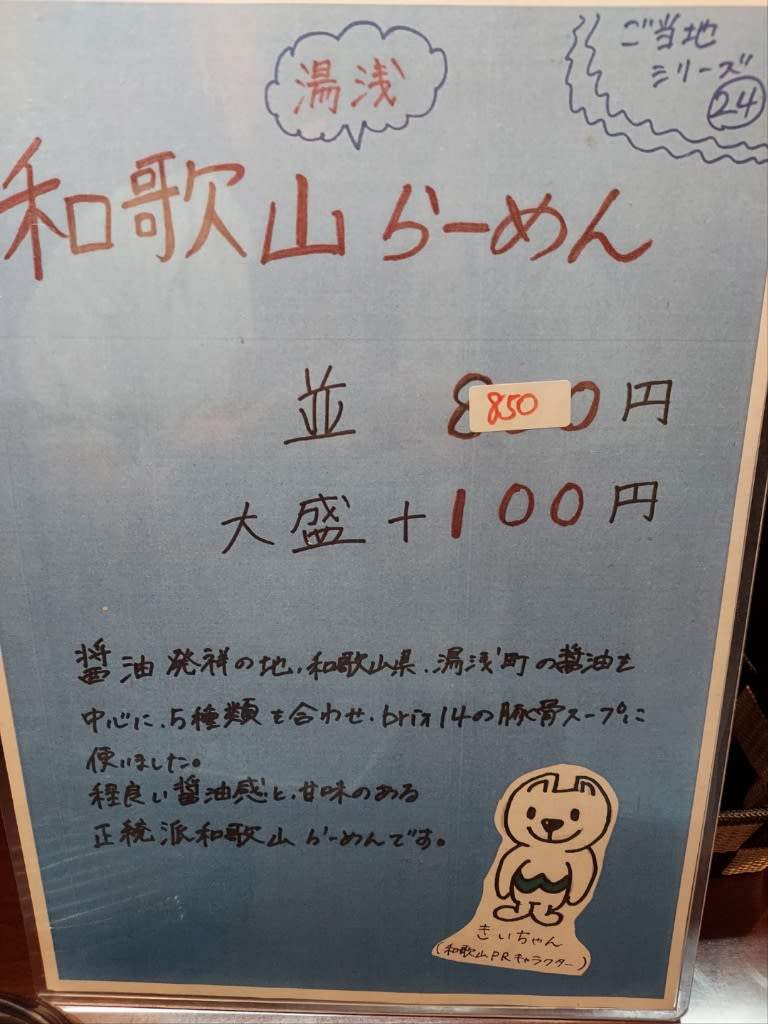 ご当地
シリーズ
24
湯浅
和歌山らーめん
並 850円
大盛+100円
醤油発祥の地、和歌山県、湯浅町の醤油を
中心に、5種類を合わせ、brix14の豚骨スープに
使いました。
程良い醤油感と、甘味のある
正統派和歌山らーめんです。
きいちゃん
(和歌山PRキャラクター)